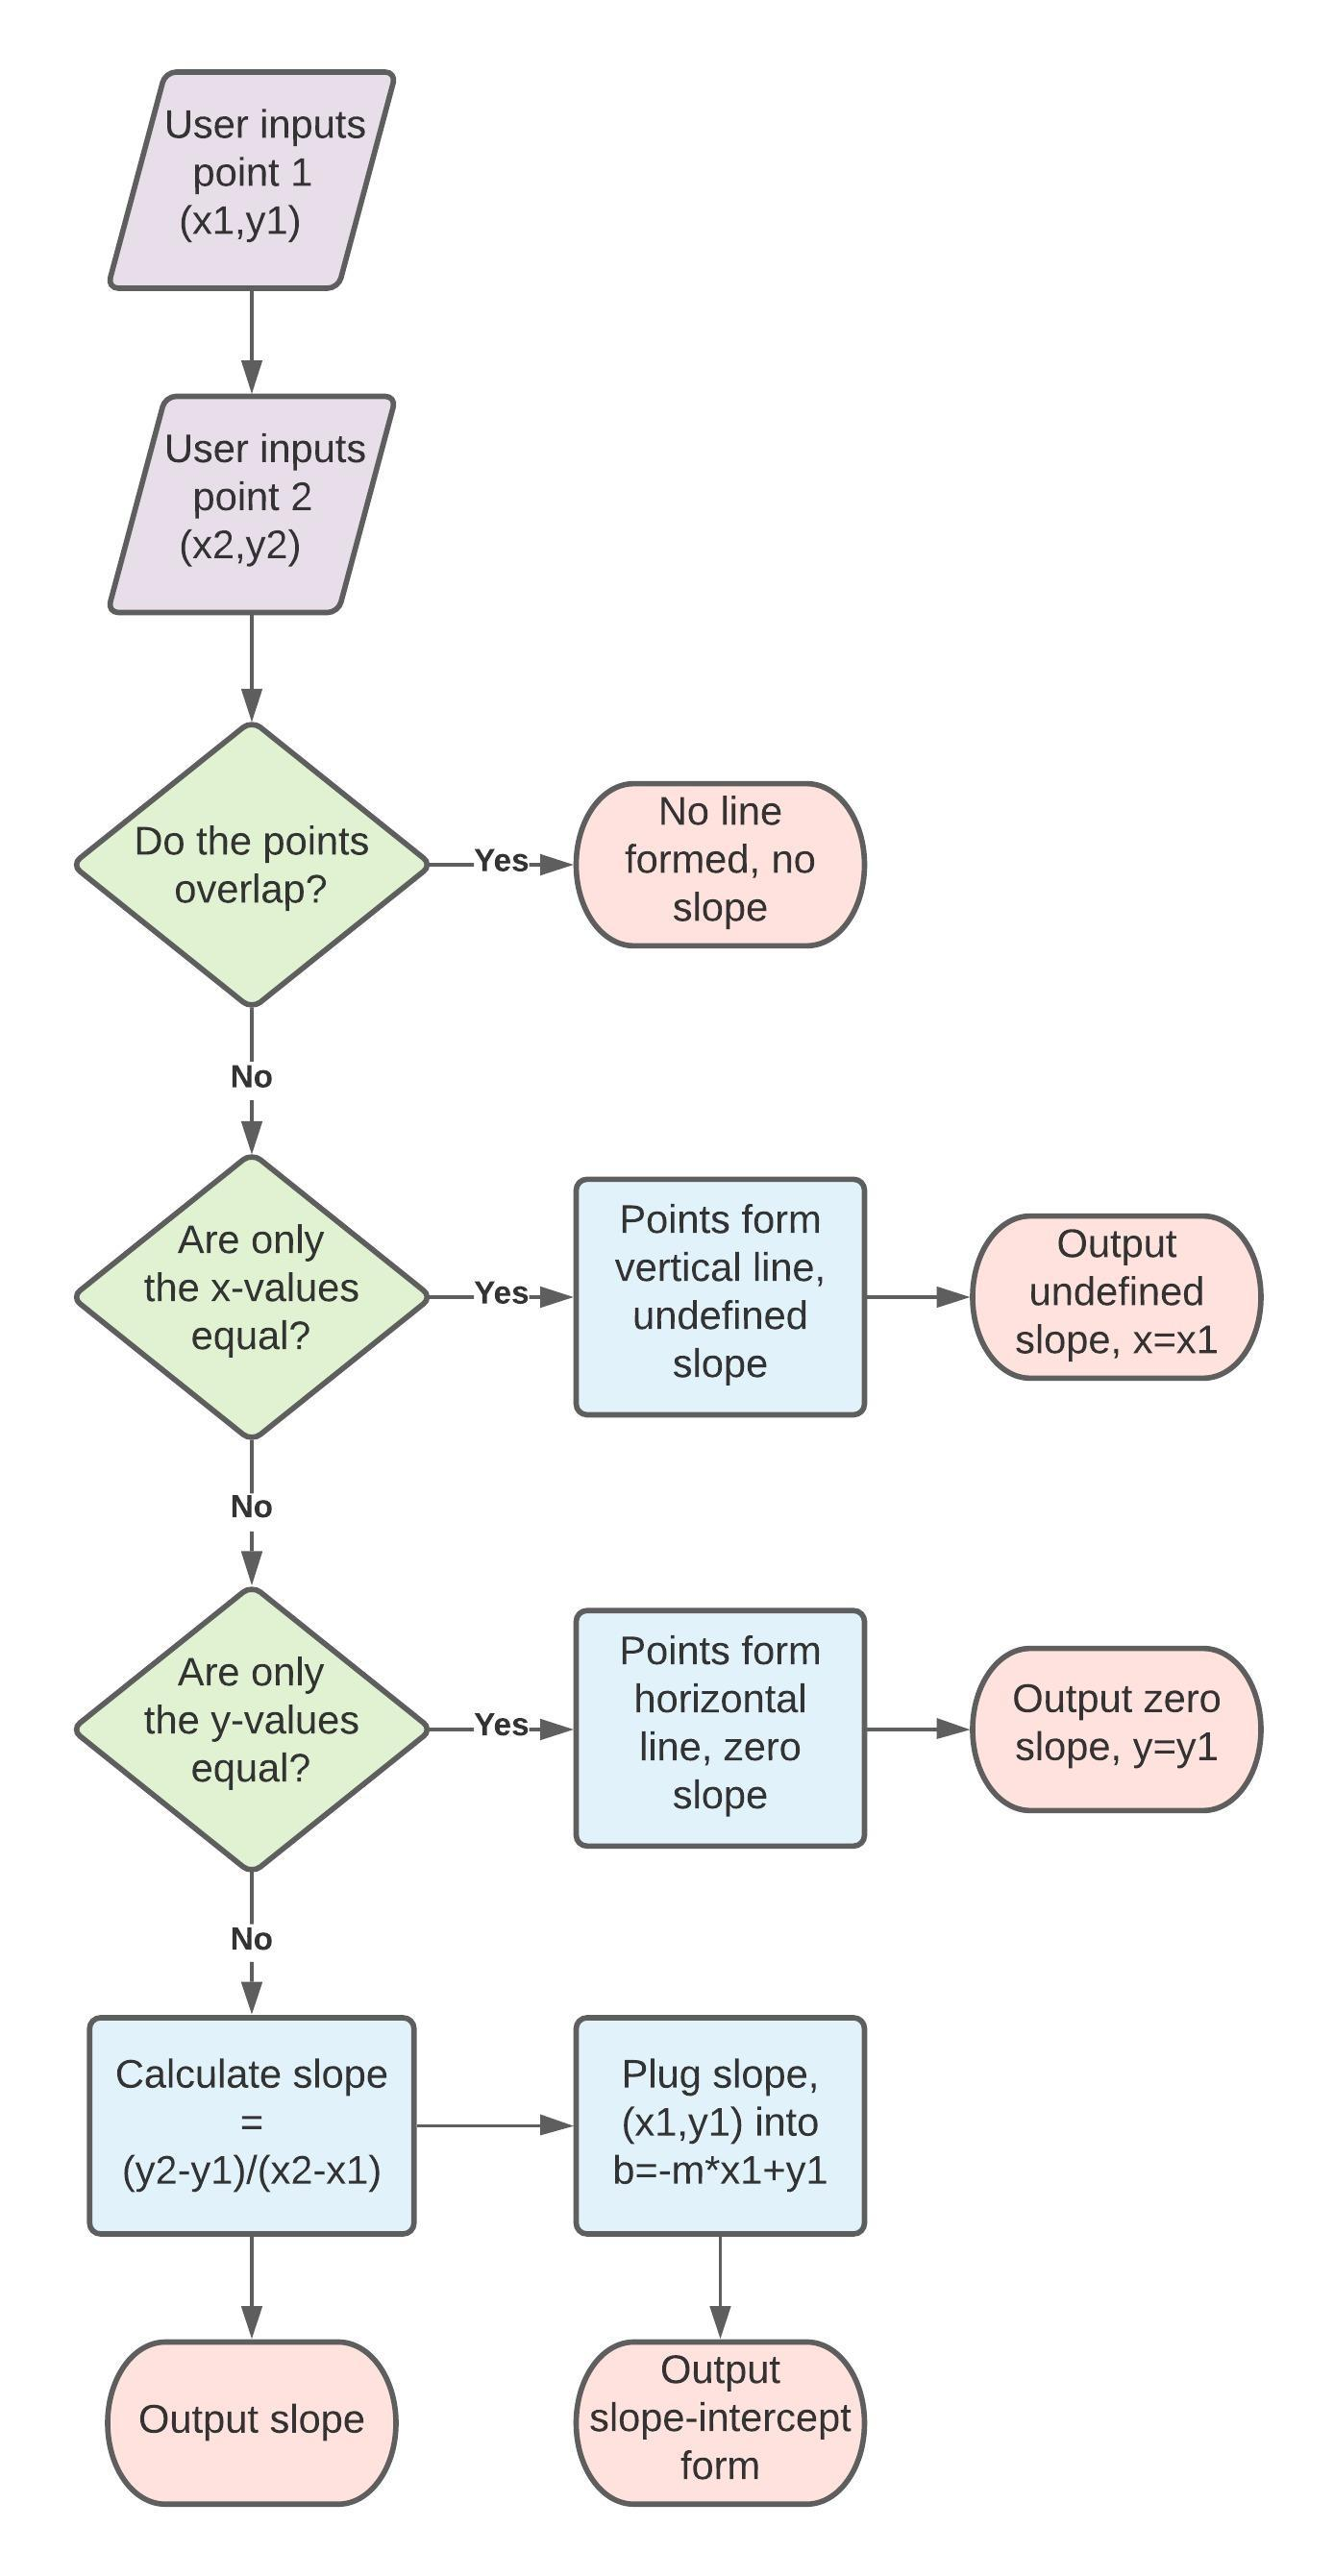 User inputs
point 1
(x1,y1)
User inputs
point 2
(x2,y2)
Do the points
overlap?
Yes
No line
formed, no
slope
No
Are only
the x-values
equal?
Yes
Points form
vertical line,
undefined
slope
Output
undefined
slope, x=x1
No
Are only
the y-values
equal?
Yes
Points form
horizontal
line, zero
slope
Output zero
slope, y=y1
No
Calculate slope
=
(y2-y1)/(x2-x1)
Plug slope,
(x1,y1) into
b=-m*x1+y1
Output slope
Output
slope-intercept
form